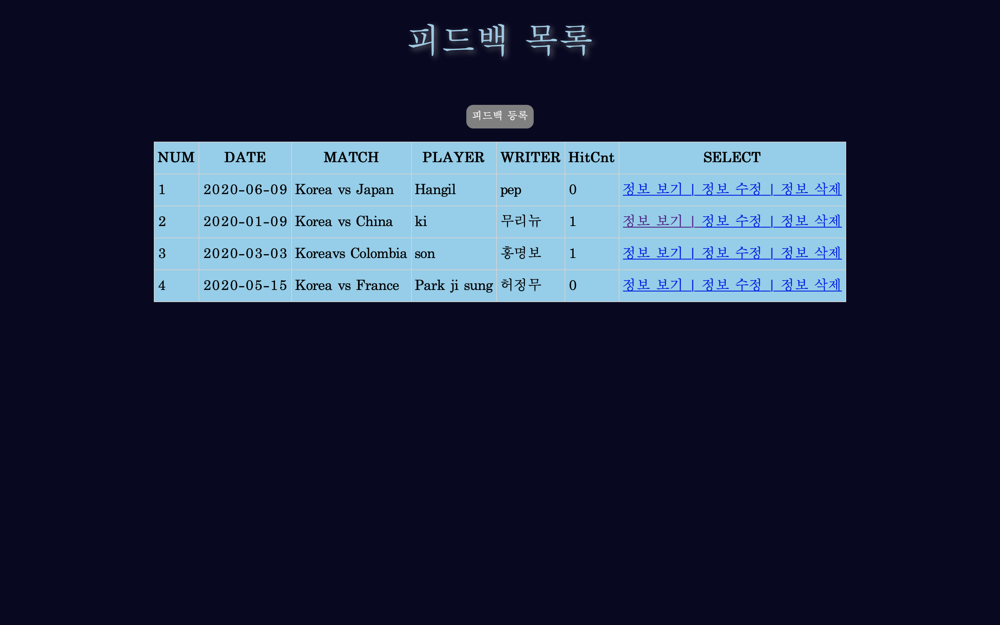 피드백 목록
피드백 등록
NUM DATE MATCH PLAYER WRITER HitCnt SELECT
1 2020-06-09 Korea vs Japan Hangil pep 0 정보 보기 | 정보 수정 | 정보 삭제
2 2020-01-09 Korea vs China ki 무리뉴 1 정보 보기 | 정보 수정 | 정보 삭제
3 2020-03-03 Koreavs Colombia son 홍명보 1 정보 보기 | 정보 수정 | 정보 삭제
4 2020-05-15 Korea vs France Park ji sung 허정무 0 정보 보기 | 정보 수정 | 정보 삭제